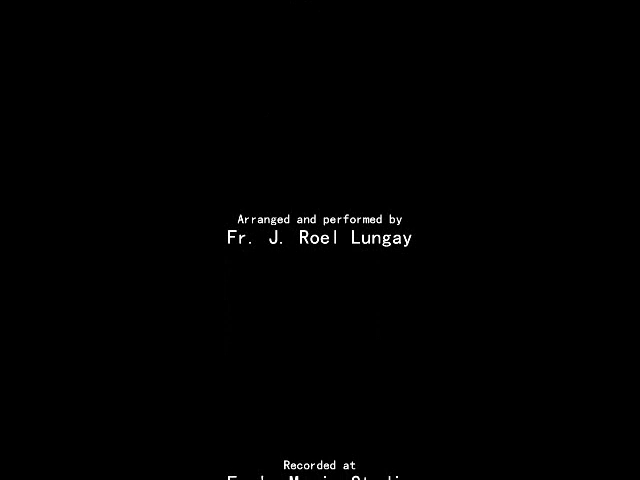 Arranged and performed by
Fr. J. Roel Lungay
Recorded at